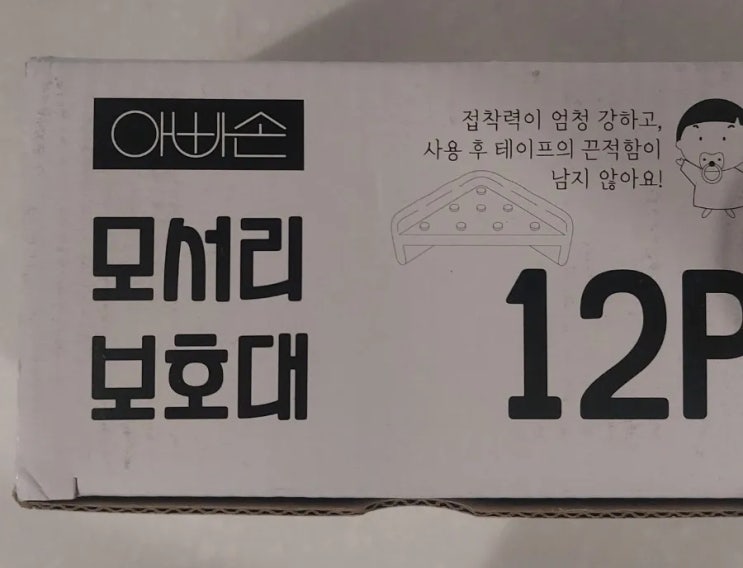 아빠손
접착력이 엄청 강하고,
사용 후 테이프의 끈적함이
남지 않아요!
모서리
보호대
12P